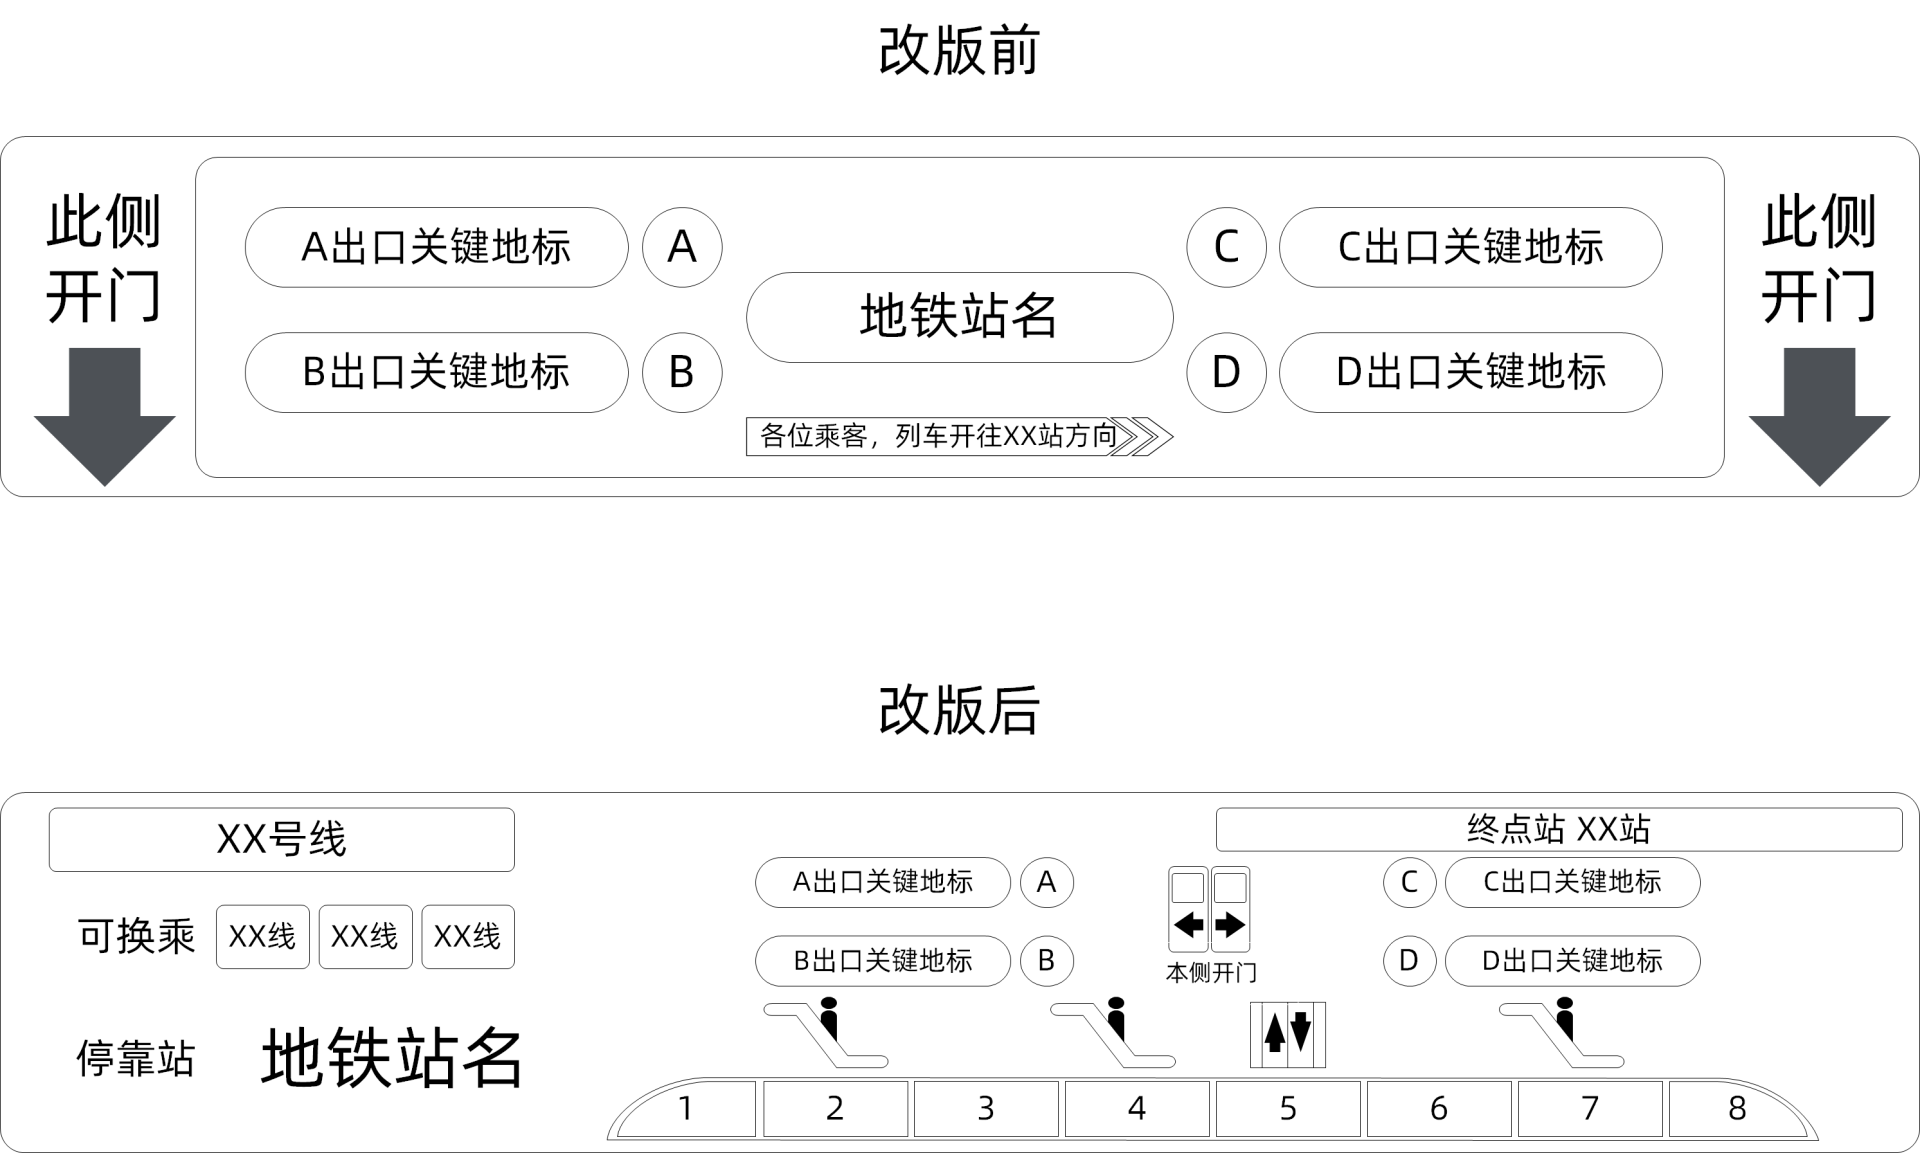 改版前
此侧
开门
A出口关键地标
A
B出口关键地标
B
地铁站名
各位乘客，列车开往XX站方向
C
C出口关键地标
D
D出口关键地标
此侧
开门
改版后
XX号线
可换乘
XX线
XX线
XX线
停靠站
地铁站名
终点站 XX站
A出口关键地标
A
B出口关键地标
B
本侧开门
C
C出口关键地标
D
D出口关键地标
1
2
3
4
5
6
7
8